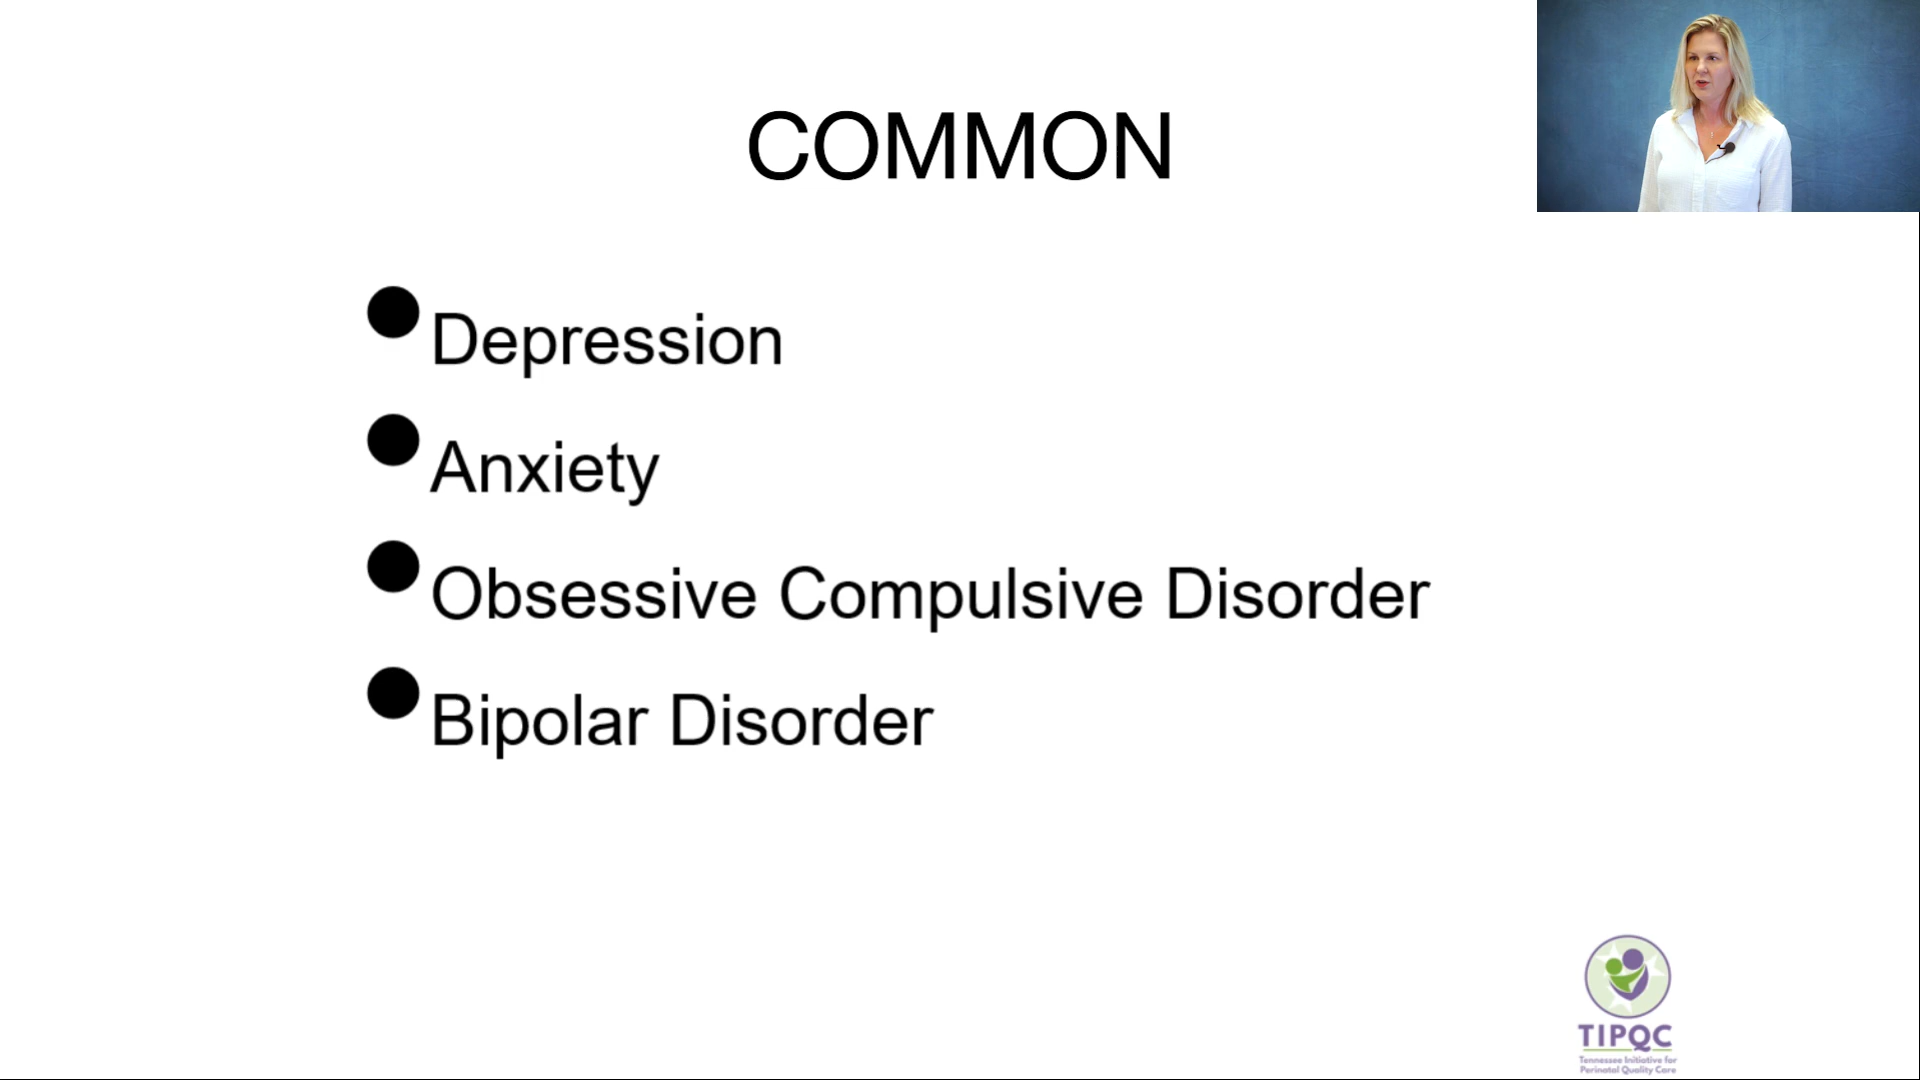 COMMON
Depression
Anxiety
Obsessive Compulsive Disorder
Bipolar Disorder
TIPQC
Tennessee Initiative for
Perinatal Quality Care